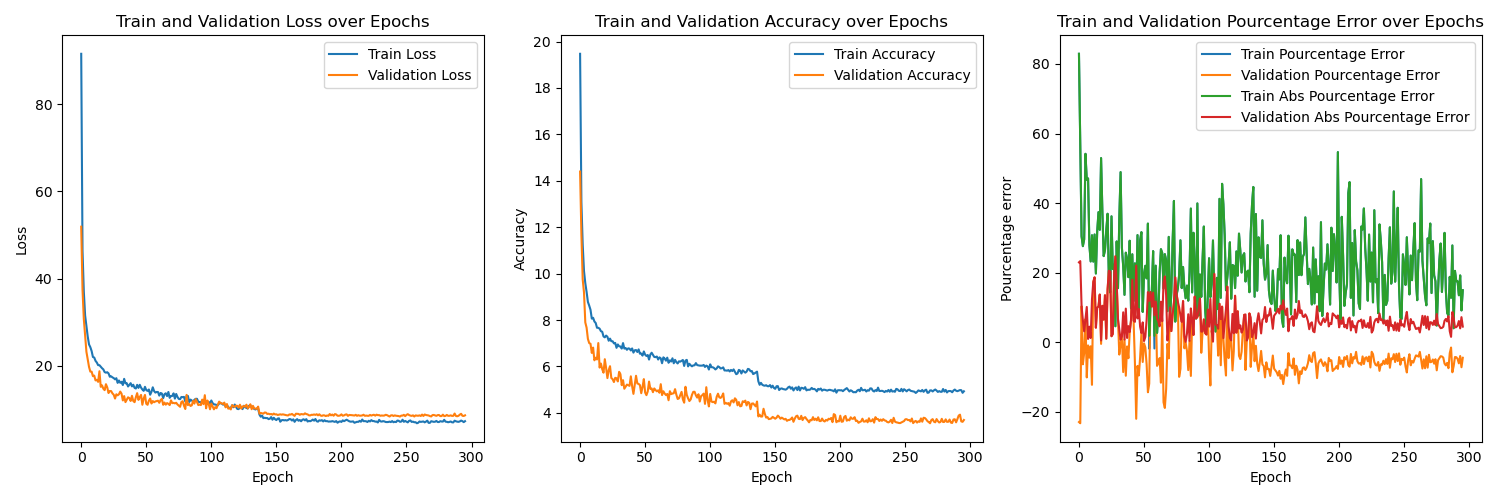 Train and Validation Loss over Epochs
Train Loss
Validation Loss
80
60
40
20
Loss
0 50 100 150 200 250 300
Epoch
Train and Validation Accuracy over Epochs
Train Accuracy
Validation Accuracy
20
18
16
14
12
10
8
6
4
Accuracy
0 50 100 150 200 250 300
Epoch
Train and Validation Pourcentage Error over Epochs
Train Pourcentage Error
Validation Pourcentage Error
Train Abs Pourcentage Error
Validation Abs Pourcentage Error
80
60
40
20
0
−20
Pourcentage error
0 50 100 150 200 250 300
Epoch